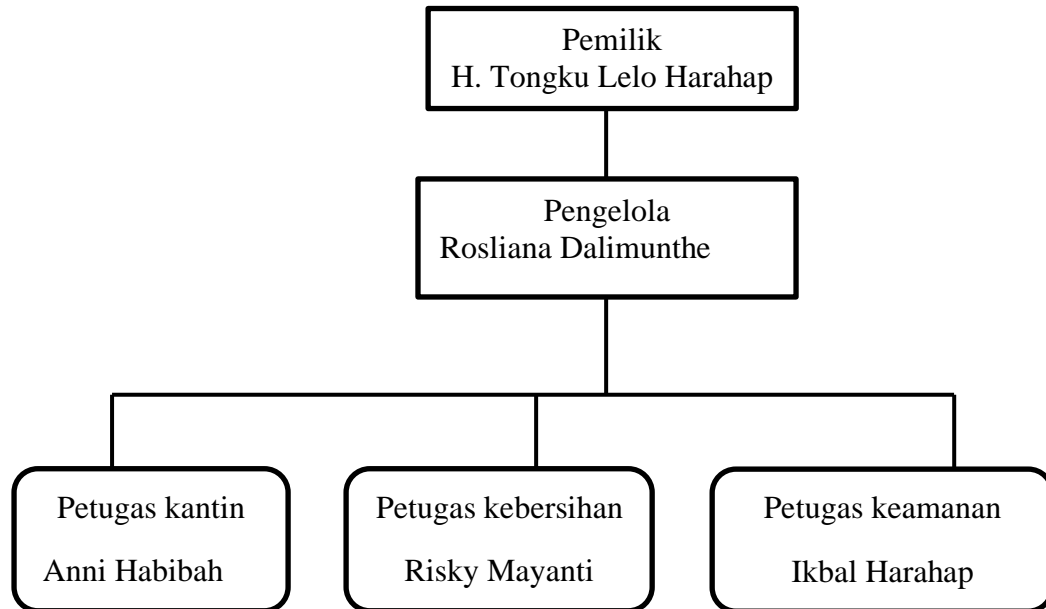 Pemilik
H. Tongku Lelo Harahap
Pengelola
Rosliana Dalimunthe
Petugas kantin
Anni Habibah
Petugas kebersihan
Risky Mayanti
Petugas keamanan
Ikbal Harahap